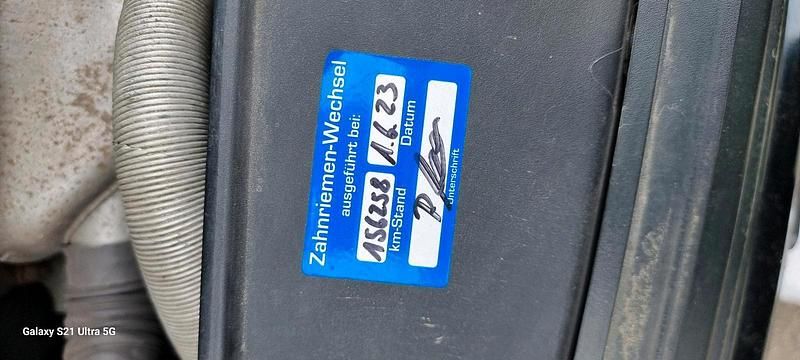 Zahnriemen-Wechsel
ausgeführt bei:
156258 1.6.23
km-Stand Datum
Unterschrift
Galaxy S21 Ultra 5G